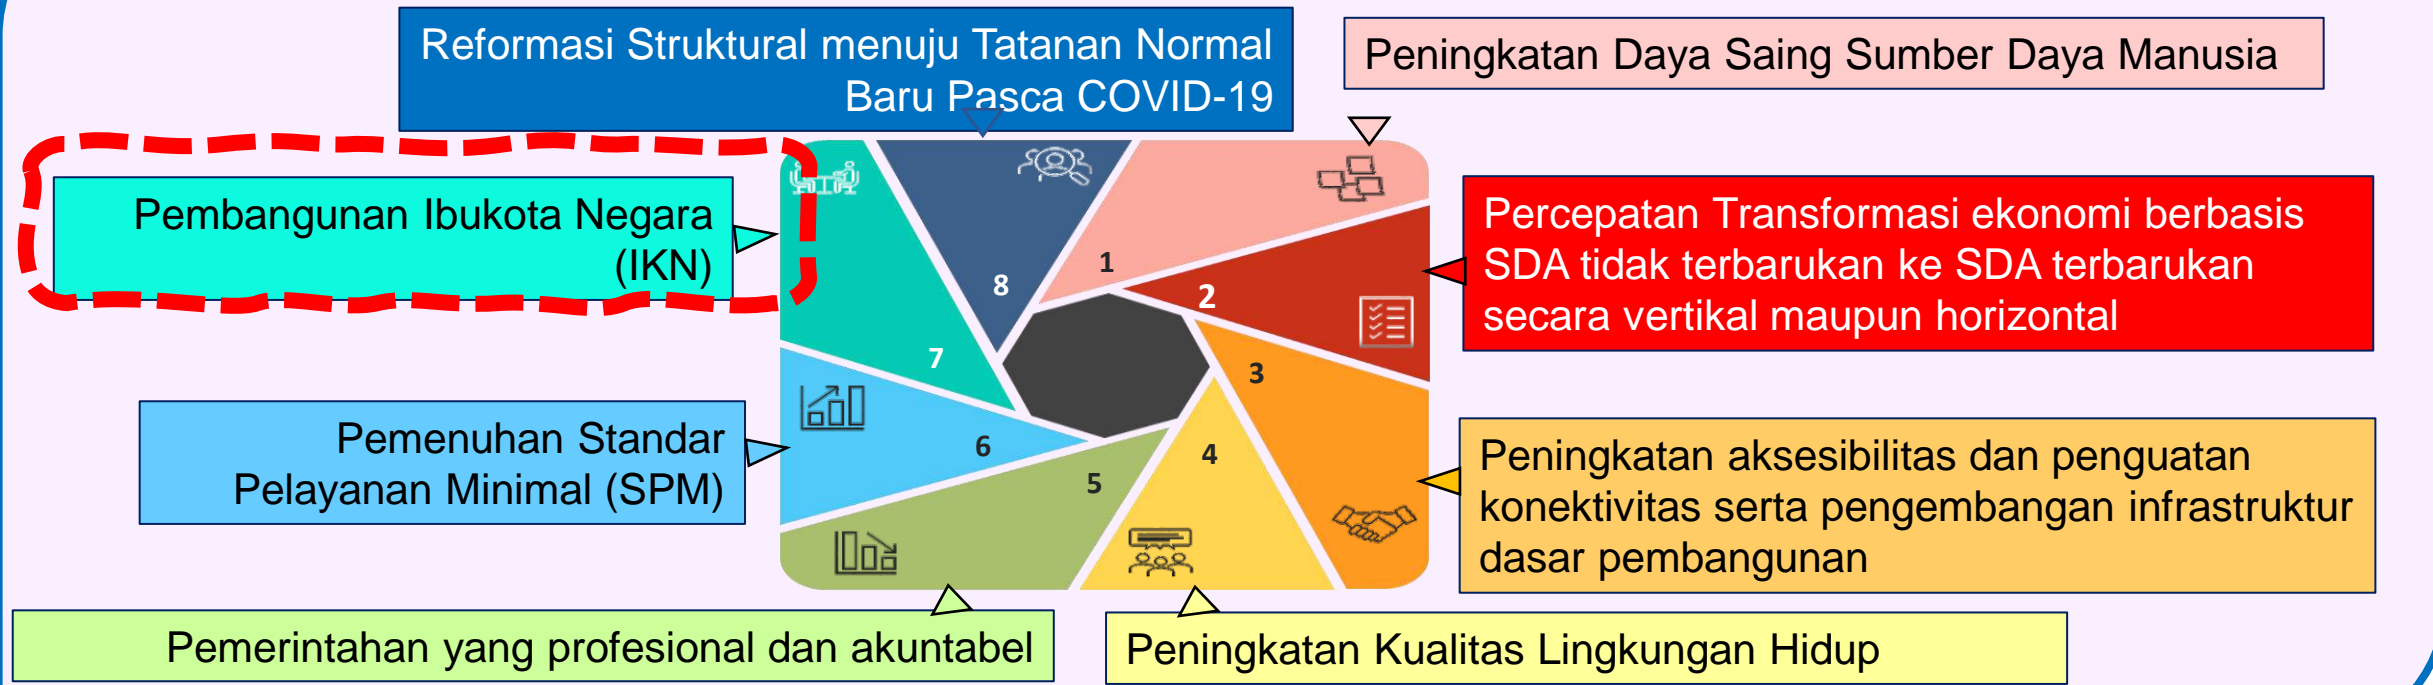 Reformasi Struktural menuju Tatanan Normal
Baru Pasca COVID-19
Peningkatan Daya Saing Sumber Daya Manusia
Pembangunan Ibukota Negara
(IKN)
Percepatan Transformasi ekonomi berbasis
SDA tidak terbarukan ke SDA terbarukan
secara vertikal maupun horizontal
1
8
2
7
3
6
4
5
Pemenuhan Standar
Pelayanan Minimal (SPM)
Peningkatan aksesibilitas dan penguatan
konektivitas serta pengembangan infrastruktur
dasar pembangunan
Pemerintahan yang profesional dan akuntabel
Peningkatan Kualitas Lingkungan Hidup